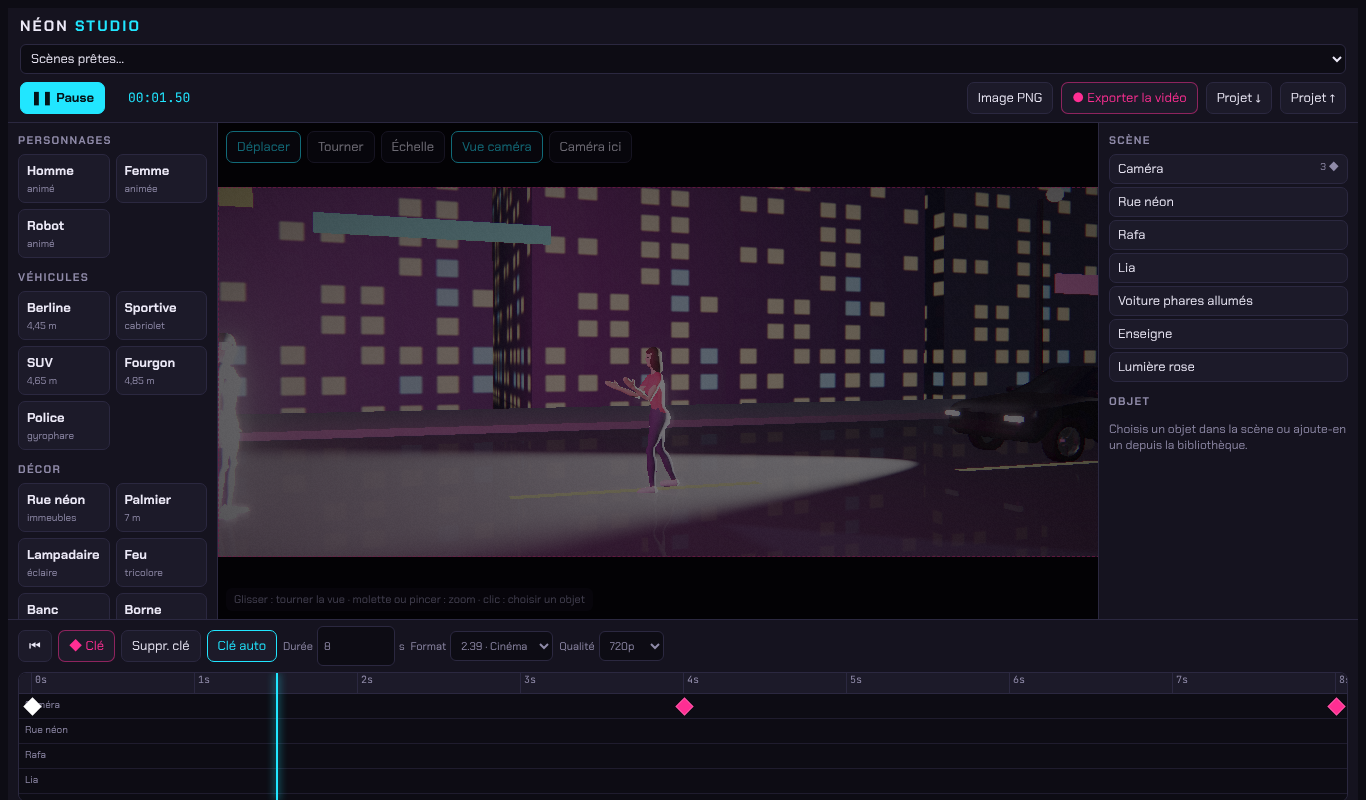 NÉON STUDIO
Scènes prêtes...
❚❚ Pause
00:01.50
Image PNG
● Exporter la vidéo
Projet ↓
Projet ↑
PERSONNAGES
Homme
animé
Femme
animée
Robot
animé
VÉHICULES
Berline
4,45 m
Sportive
cabriolet
SUV
4,65 m
Fourgon
4,85 m
Police
gyrophare
DÉCOR
Rue néon
immeubles
Palmier
7 m
Lampadaire
éclaire
Feu
tricolore
Banc
Borne
Déplacer
Tourner
Échelle
Vue caméra
Caméra ici
Glisser : tourner la vue · molette ou pincer : zoom · clic : choisir un objet
SCÈNE
Caméra
3 ◆
Rue néon
Rafa
Lia
Voiture phares allumés
Enseigne
Lumière rose
OBJET
Choisis un objet dans la scène ou ajoute-en
un depuis la bibliothèque.
⏮
◆ Clé
Suppr. clé
Clé auto
Durée
8
s
Format
2.39 · Cinéma
Qualité
720p
0s
1s
2s
3s
4s
5s
6s
7s
8s
Rue néon
Rafa
Lia